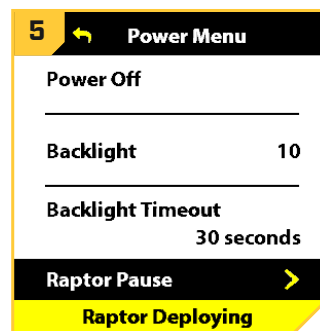 5 Power Menu
Power Off
Backlight 10
Backlight Timeout
30 seconds
Raptor Pause
Raptor Deploying